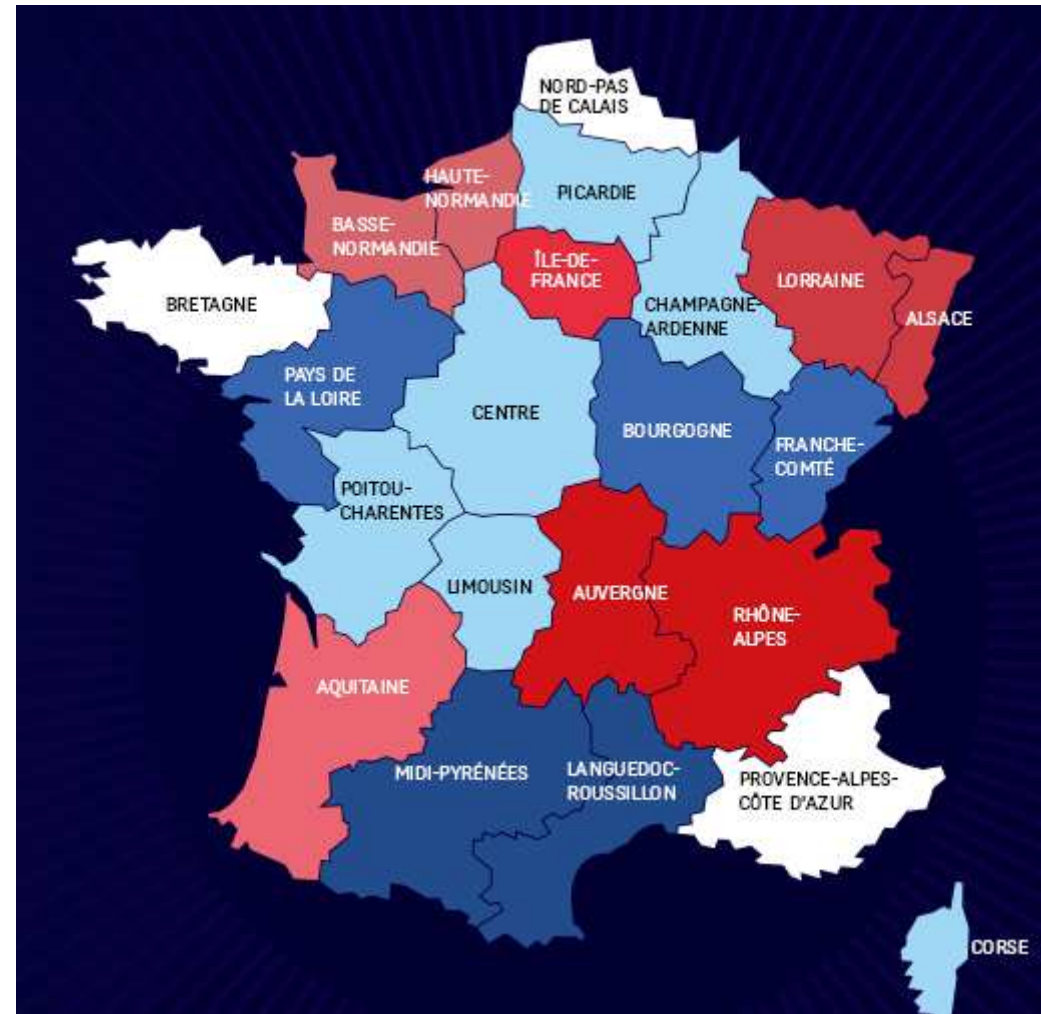 NORD-PAS
DE CALAIS
HAUTE-
NORMANDIE
PICARDIE
BASSE-
NORMANDIE
ÎLE-DE-
FRANCE
LORRAINE
BRETAGNE
CHAMPAGNE-
ARDENNE
ALSACE
PAYS DE
LA LOIRE
CENTRE
BOURGOGNE
FRANCHE-
COMTÉ
POITOU-
CHARENTES
LIMOUSIN
AUVERGNE
RHÔNE-
ALPES
AQUITAINE
MIDI-PYRÉNÉES
LANGUEDOC-
ROUSSILLON
PROVENCE-ALPES-
CÔTE D'AZUR
CORSE